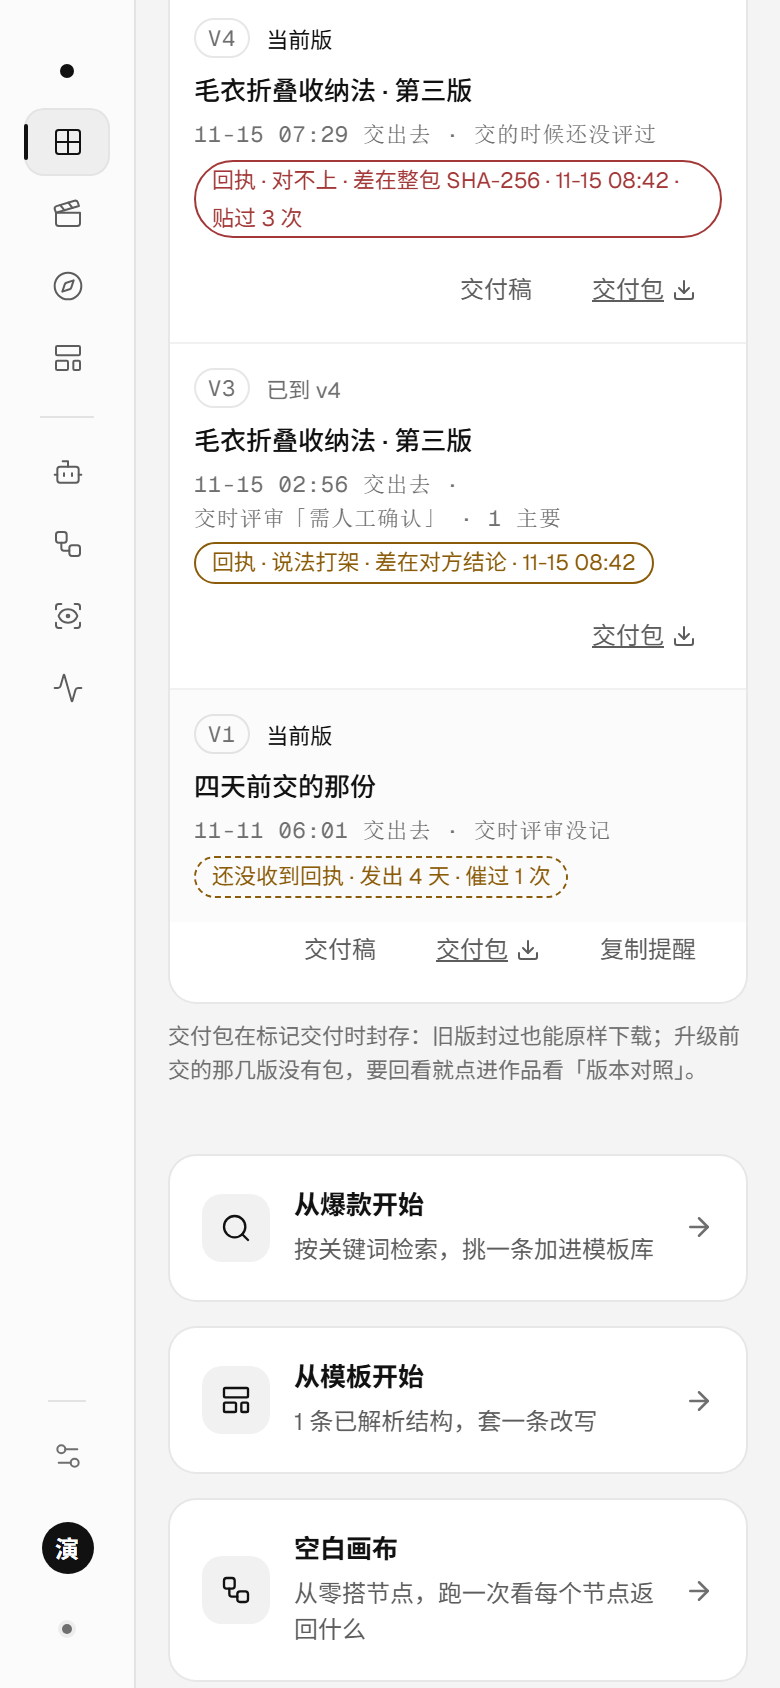 V4 当前版
毛衣折叠收纳法 · 第三版
11-15 07:29 交出去 · 交的时候还没评过
回执 · 对不上 · 差在整包 SHA-256 · 11-15 08:42 ·
贴过 3 次
交付稿 交付包
V3 已到 v4
毛衣折叠收纳法 · 第三版
11-15 02:56 交出去 ·
交时评审「需人工确认」 · 1 主要
回执 · 说法打架 · 差在对方结论 · 11-15 08:42
交付包
V1 当前版
四天前交的那份
11-11 06:01 交出去 · 交时评审没记
还没收到回执 · 发出 4 天 · 催过 1 次
交付稿 交付包 复制提醒
交付包在标记交付时封存：旧版封过也能原样下载；升级前
交的那几版没有包，要回看就点进作品看「版本对照」。
从爆款开始
按关键词检索，挑一条加进模板库
从模板开始
1 条已解析结构，套一条改写
空白画布
从零搭节点，跑一次看每个节点返
回什么
演